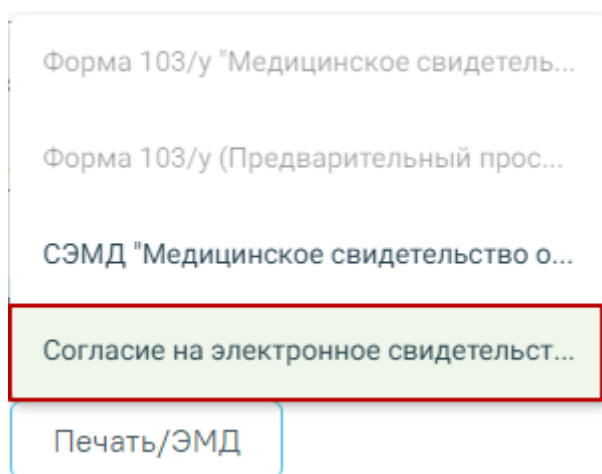 Форма 103/у "Медицинское свидетель...
Форма 103/у (Предварительный прос...
СЭМД "Медицинское свидетельство о...
Согласие на электронное свидетельст...
Печать/ЭМД